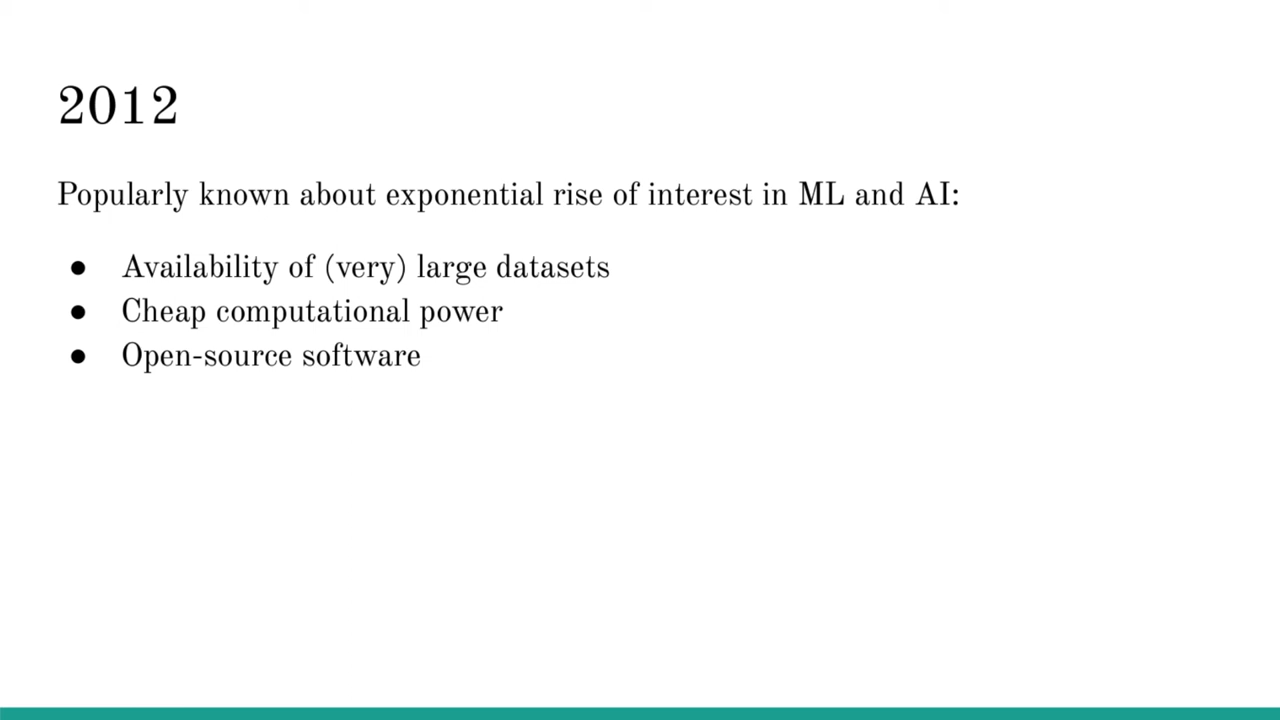 2012
Popularly known about exponential rise of interest in ML and AI:
● Availability of (very) large datasets
● Cheap computational power
● Open-source software